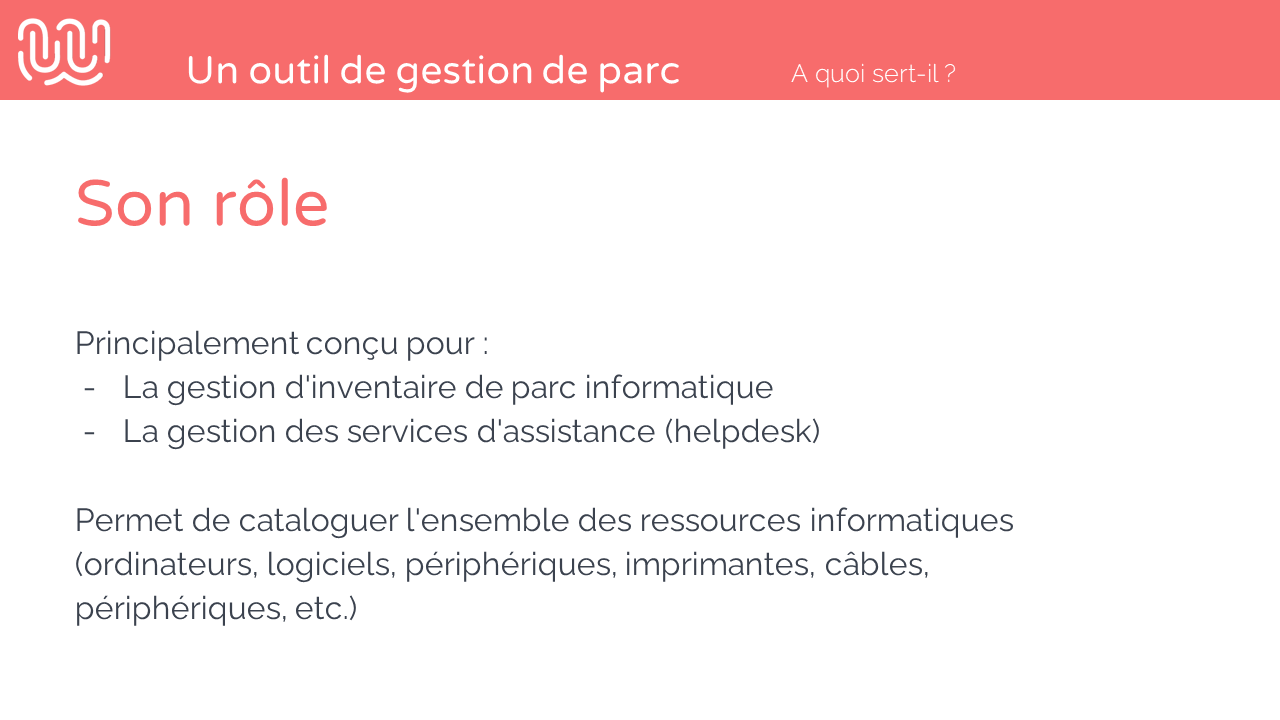 Un outil de gestion de parc
A quoi sert-il ?
Son rôle
Principalement conçu pour :
- La gestion d'inventaire de parc informatique
- La gestion des services d'assistance (helpdesk)
Permet de cataloguer l'ensemble des ressources informatiques
(ordinateurs, logiciels, périphériques, imprimantes, câbles,
périphériques, etc.)